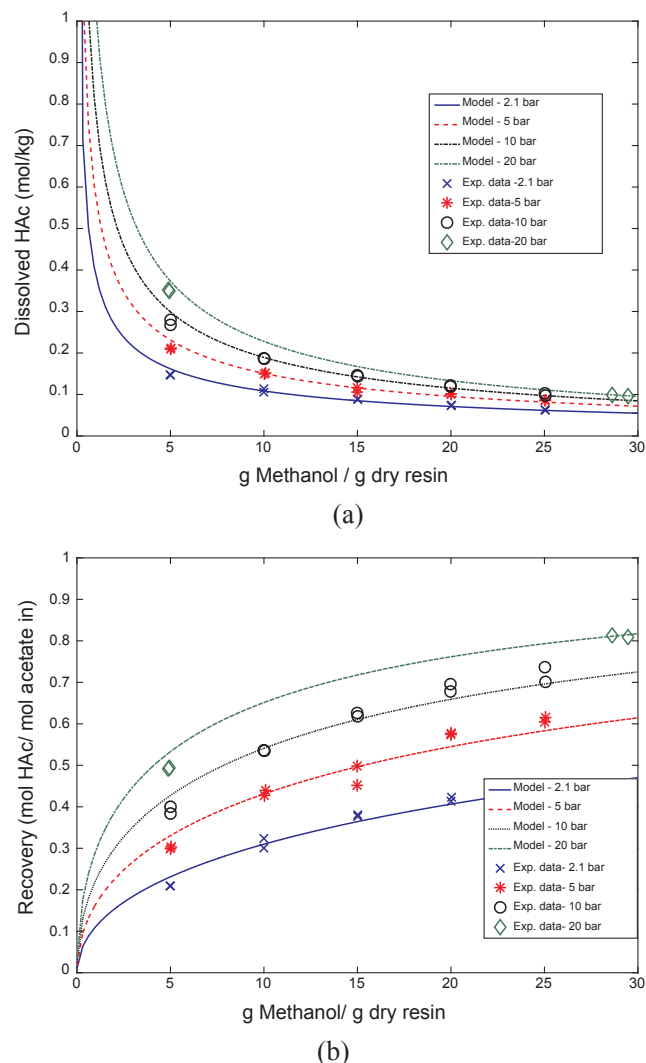 1
0.9
0.8
0.7
0.6
0.5
0.4
0.3
0.2
0.1
0
Dissolved HAc (mol/kg)
Model - 2.1 bar
Model - 5 bar
Model - 10 bar
Model - 20 bar
Exp. data -2.1 bar
Exp. data-5 bar
Exp. data-10 bar
Exp. data-20 bar
0 5 10 15 20 25 30
g Methanol / g dry resin
(a)
1
0.9
0.8
0.7
0.6
0.5
0.4
0.3
0.2
0.1
0
Recovery (mol HAc/ mol acetate in)
Model - 2.1 bar
Model - 5 bar
Model - 10 bar
Model - 20 bar
Exp. data- 2.1 bar
Exp. data- 5 bar
Exp. data- 10 bar
Exp. data- 20 bar
0 5 10 15 20 25 30
g Methanol/ g dry resin
(b)